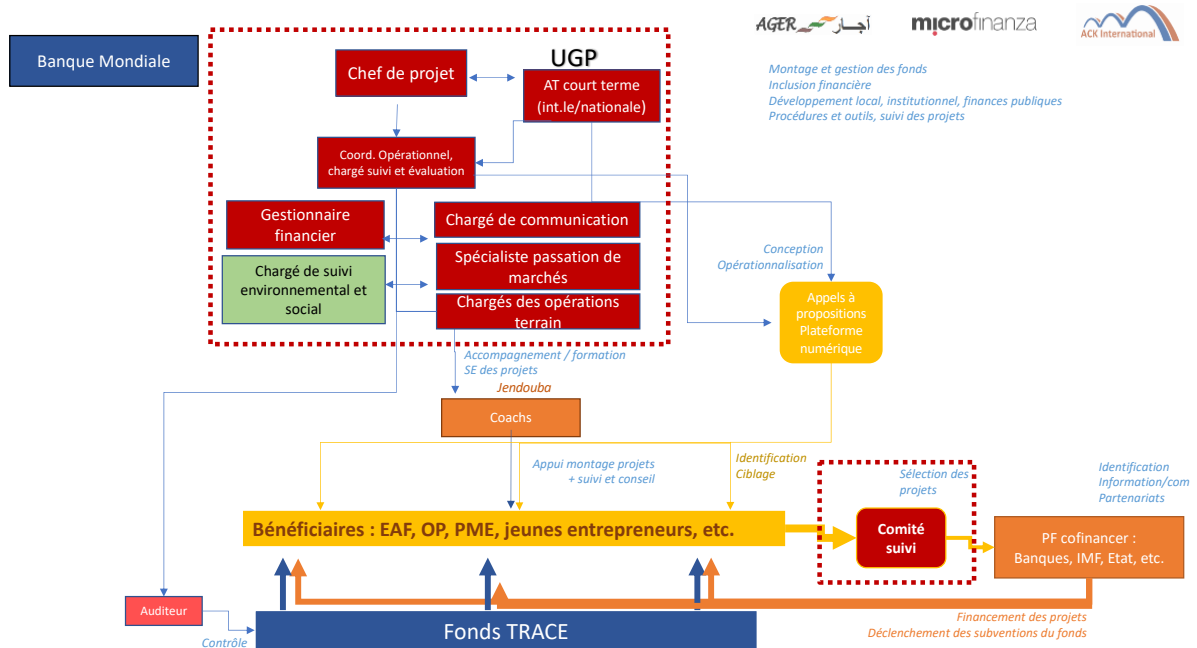 AGER آجار
microfinanza
ACK International
Banque Mondiale
UGP
Chef de projet
AT court terme
(int.le/nationale)
Montage et gestion des fonds
Inclusion financière
Développement local, institutionnel, finances publiques
Procédures et outils, suivi des projets
Coord. Opérationnel,
chargé suivi et évaluation
Gestionnaire
financier
Chargé de communication
Spécialiste passation de
marchés
Chargé de suivi
environnemental et
social
Chargés des opérations
terrain
Conception
Opérationnalisation
Appels à
propositions
Plateforme
numérique
Accompagnement / formation
SE des projets
Jendouba
Coachs
Appui montage projets
+ suivi et conseil
Identification
Ciblage
Sélection des
projets
Identification
Information/com
Partenariats
Bénéficiaires : EAF, OP, PME, jeunes entrepreneurs, etc.
Comité
suivi
PF cofinancer :
Banques, IMF, Etat, etc.
Auditeur
Contrôle
Fonds TRACE
Financement des projets
Déclenchement des subventions du fonds